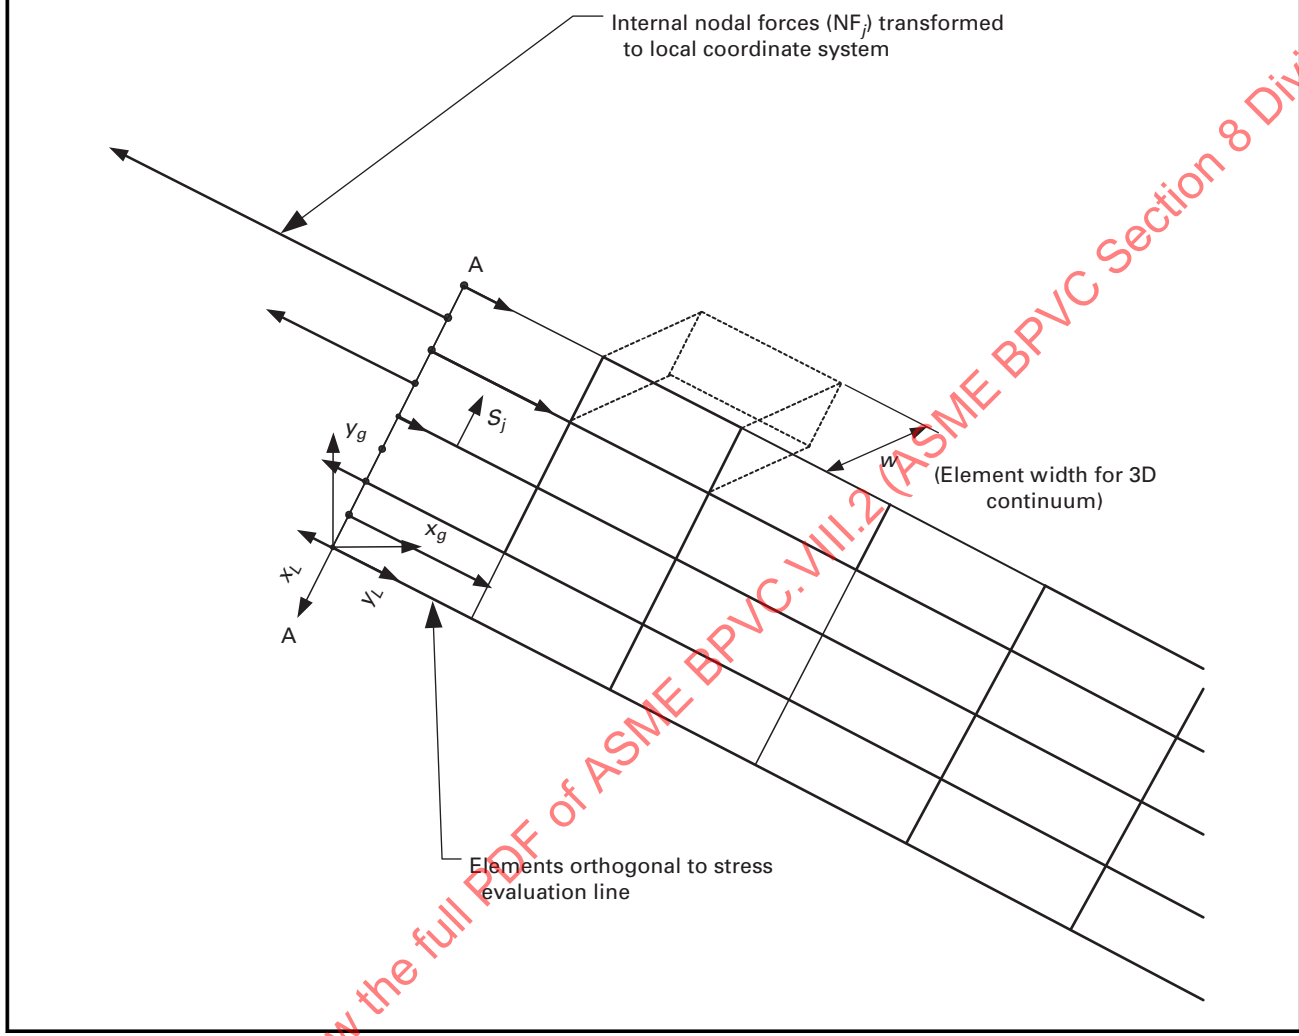 Internal nodal forces (NFj) transformed
to local coordinate system
A
Sj
yg
w
(Element width for 3D
continuum)
xg
xL
yL
A
Elements orthogonal to stress
evaluation line
w the full PDF of ASME BPVC.VIII.2 (ASME BPVC Section 8 Divi